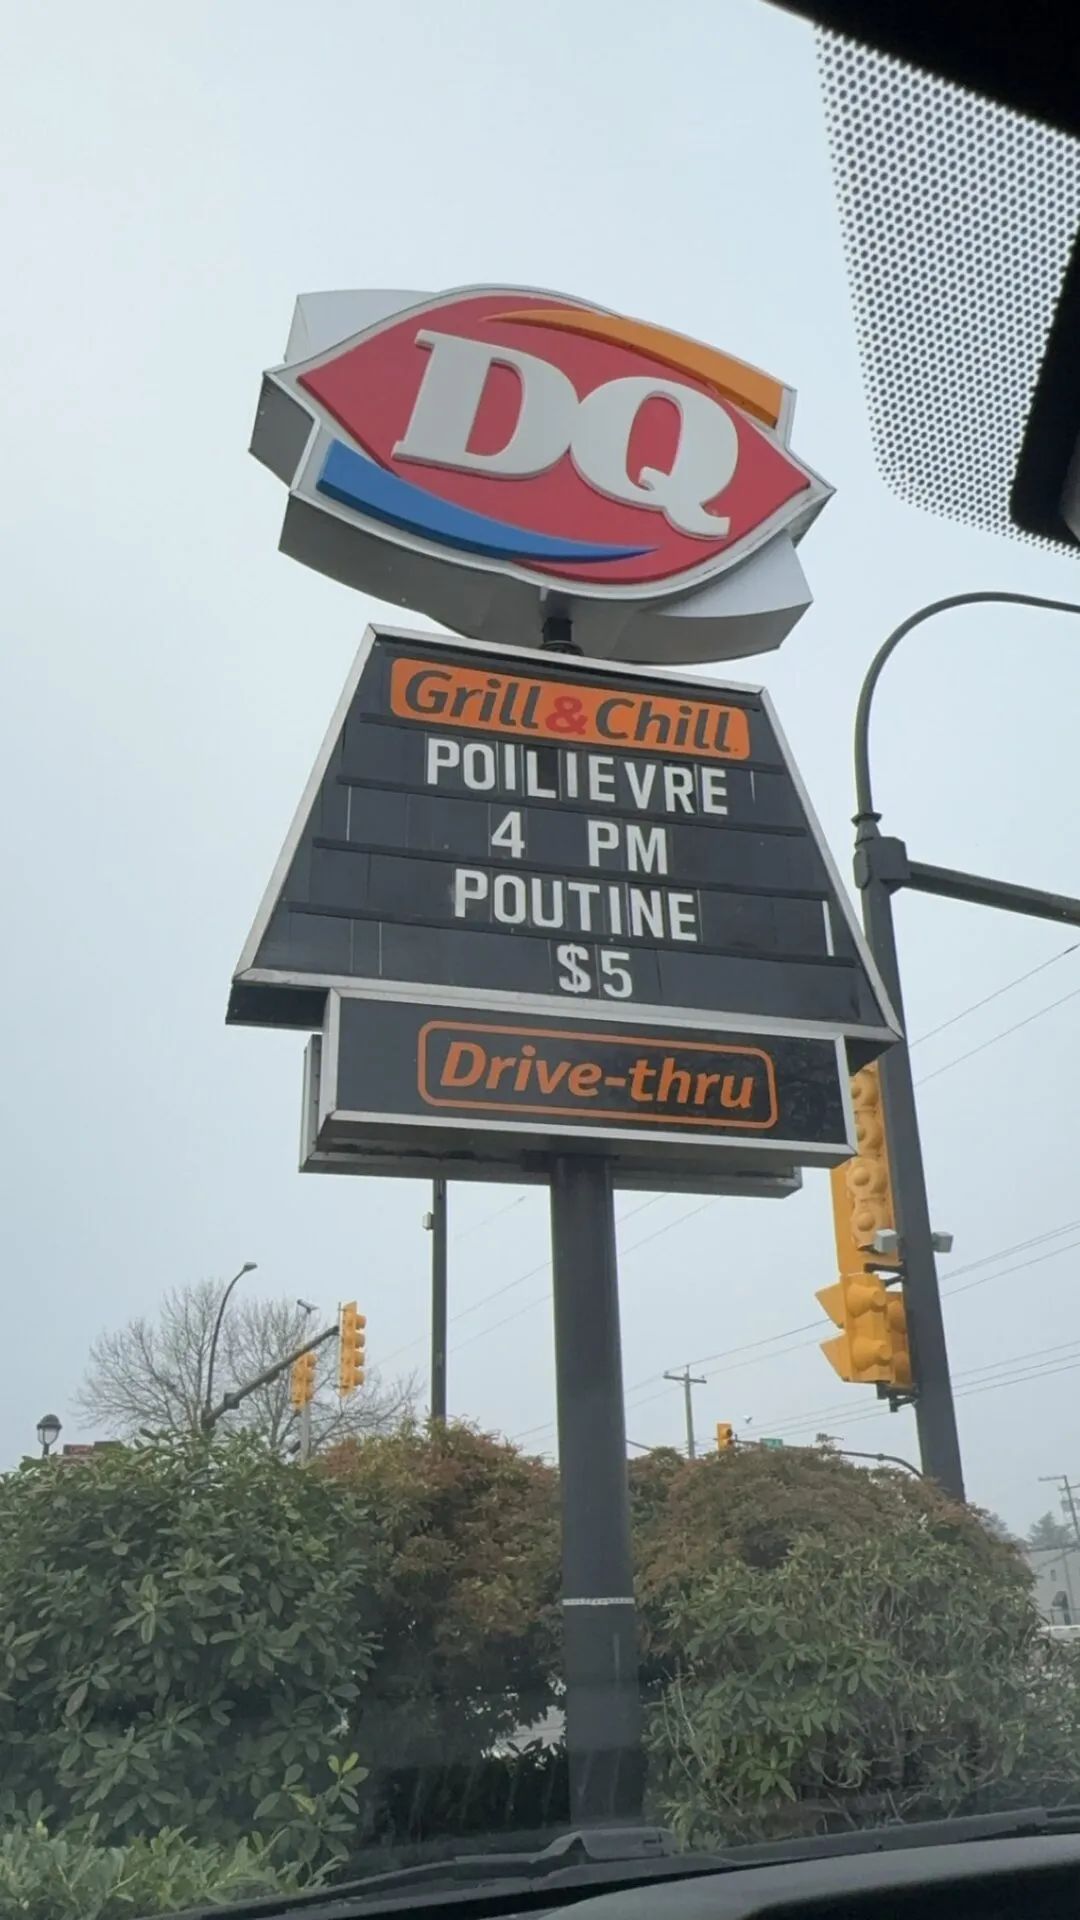 DQ
Grill & Chill
POILIEVRE
4 PM
POUTINE
$5
Drive-thru